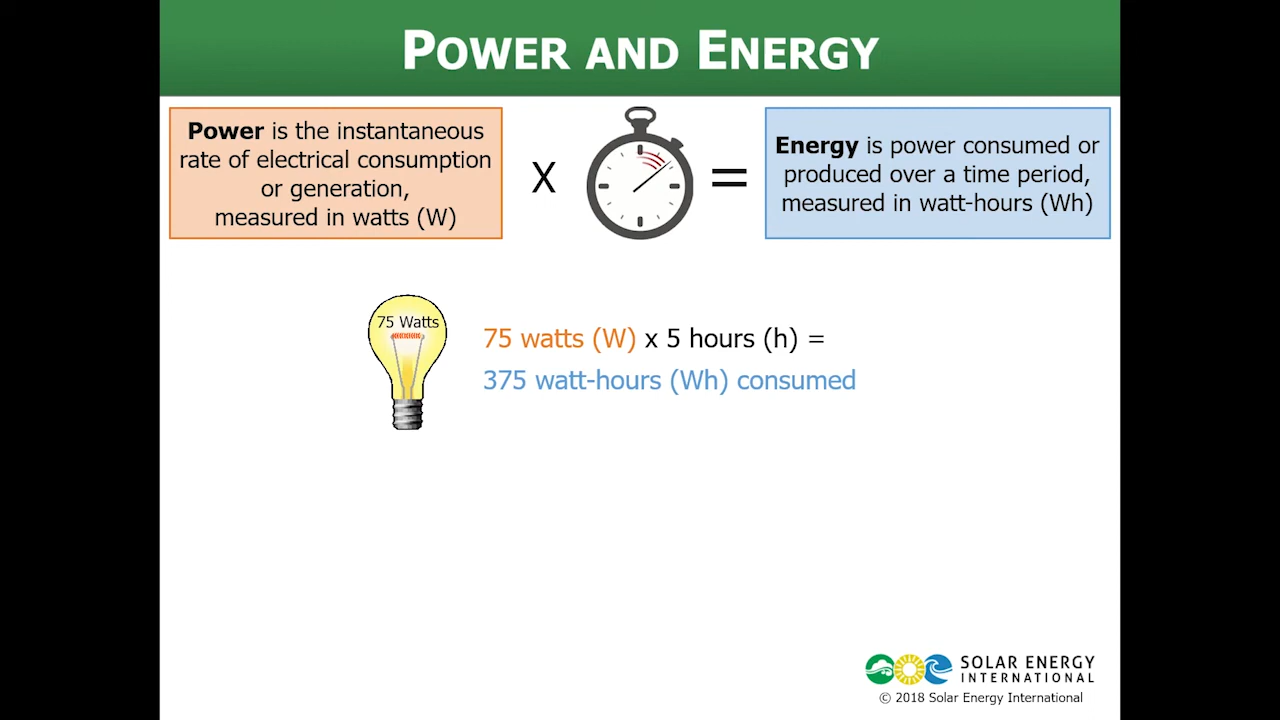 POWER AND ENERGY
Power is the instantaneous
rate of electrical consumption
or generation,
measured in watts (W)
X
=
Energy is power consumed or
produced over a time period,
measured in watt-hours (Wh)
75 Watts
75 watts (W) x 5 hours (h) =
375 watt-hours (Wh) consumed
SOLAR ENERGY
INTERNATIONAL
© 2018 Solar Energy International